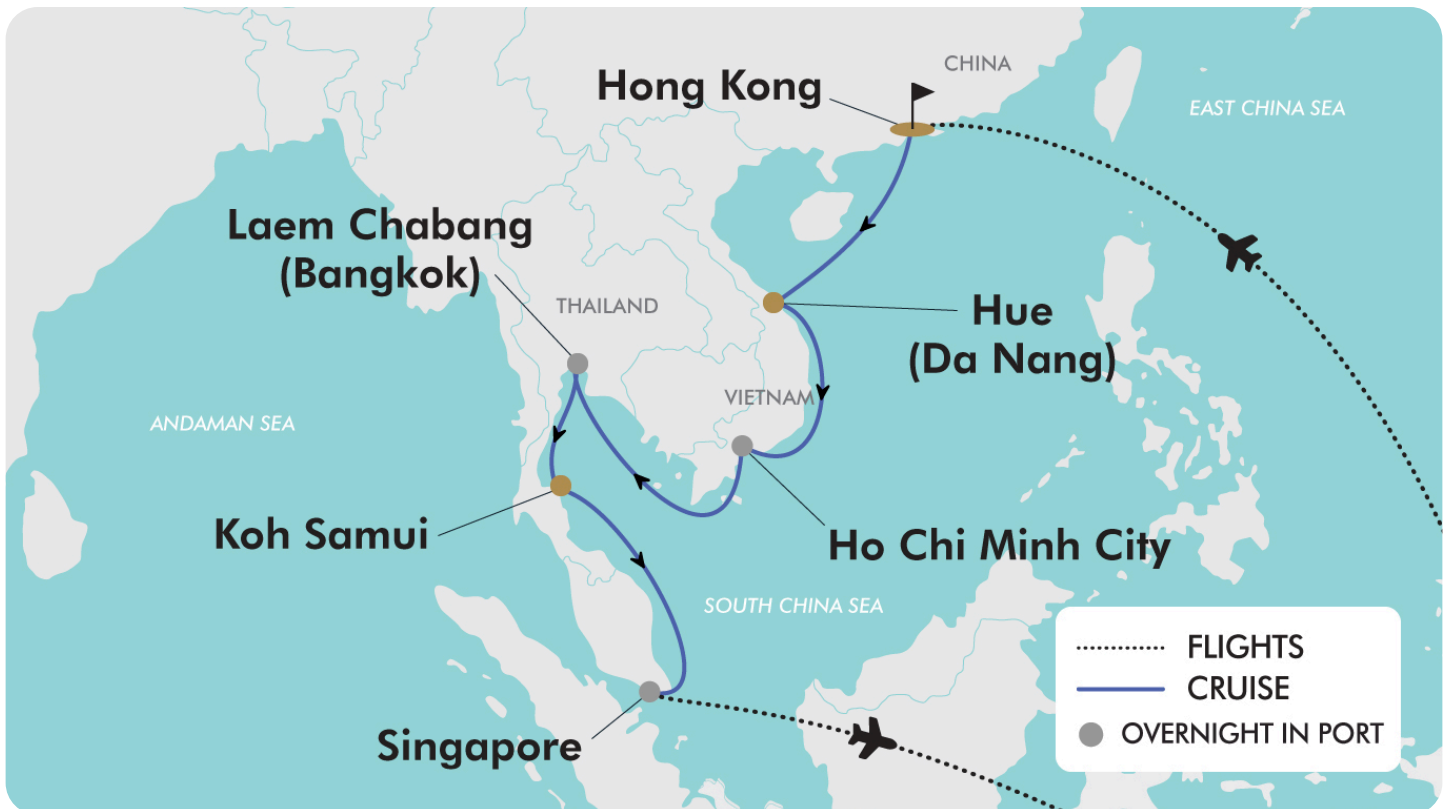 CHINA
Hong Kong
EAST CHINA SEA
Laem Chabang
(Bangkok)
THAILAND
Hue
(Da Nang)
VIETNAM
ANDAMAN SEA
Koh Samui
Ho Chi Minh City
SOUTH CHINA SEA
Singapore
FLIGHTS
CRUISE
OVERNIGHT IN PORT